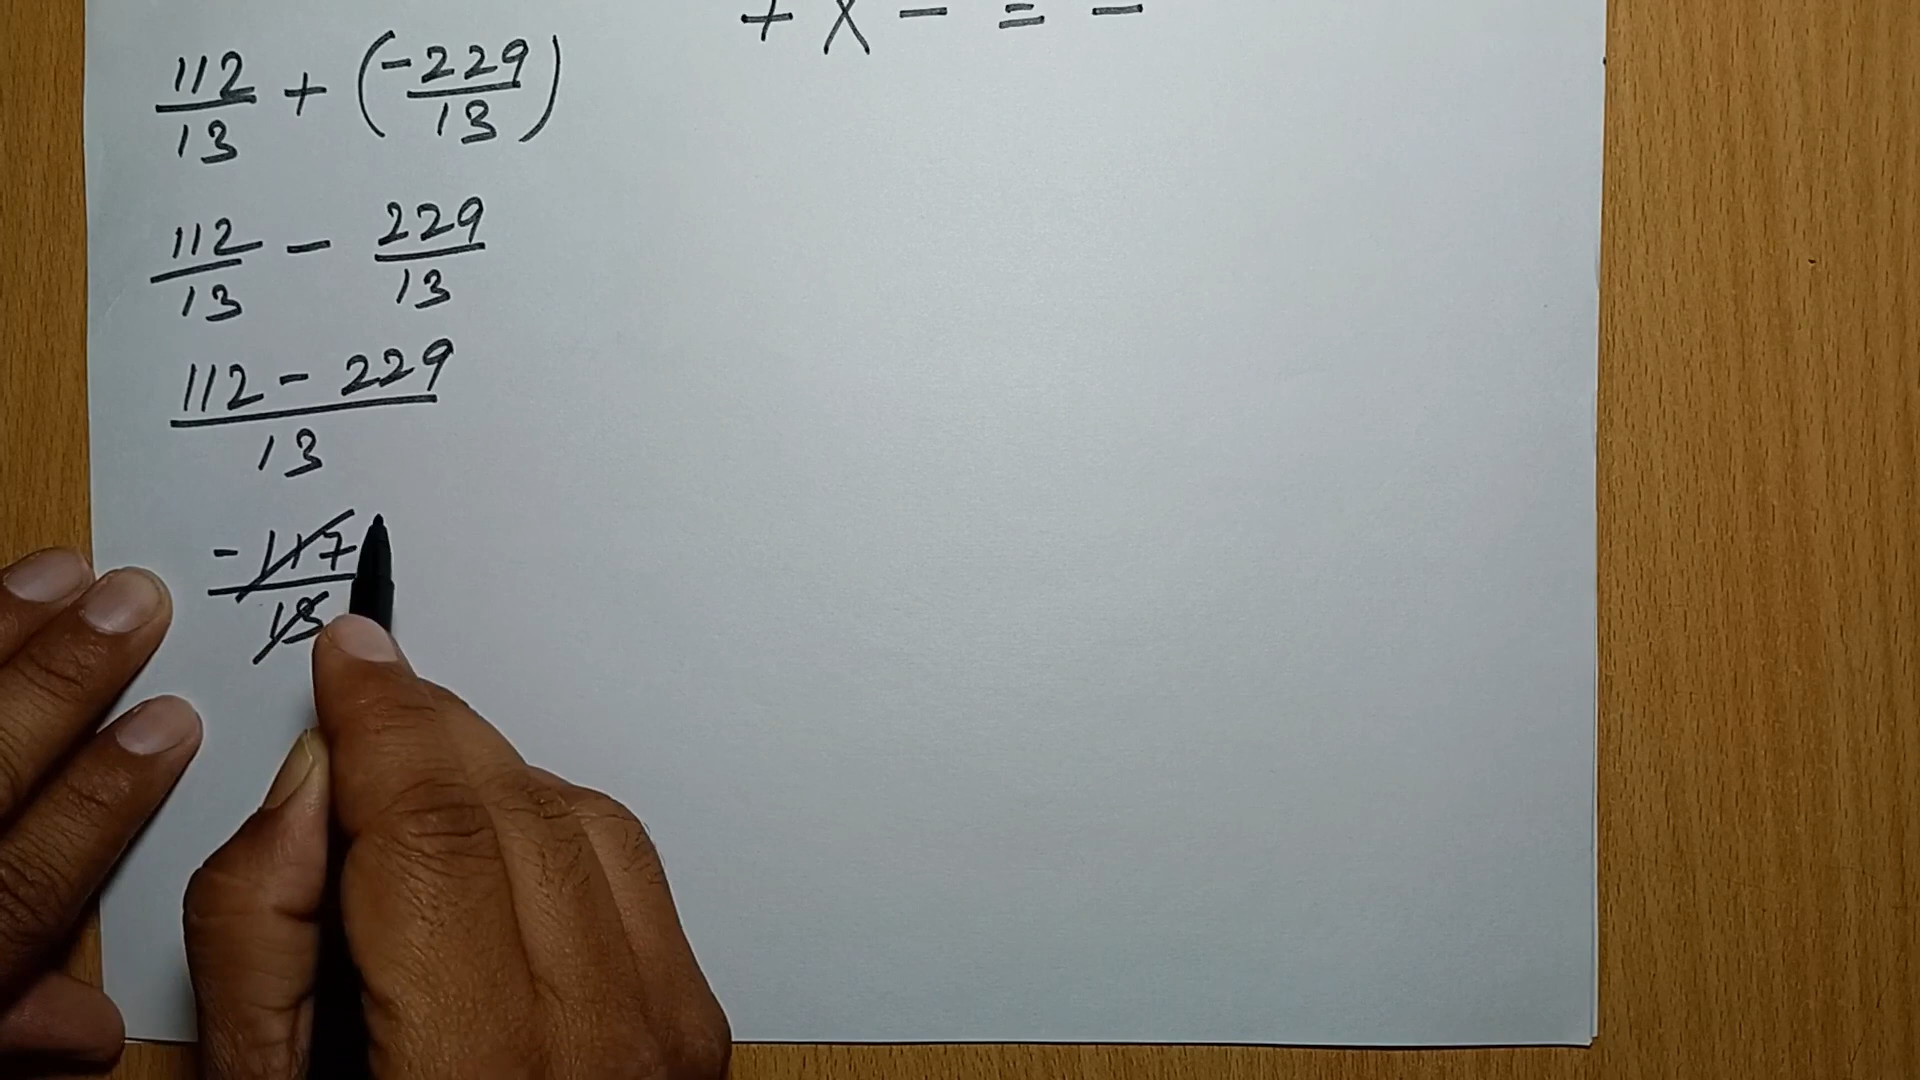 + X - = -
112/13 + (-229/13)
112/13 - 229/13
112 - 229/13
-117/13